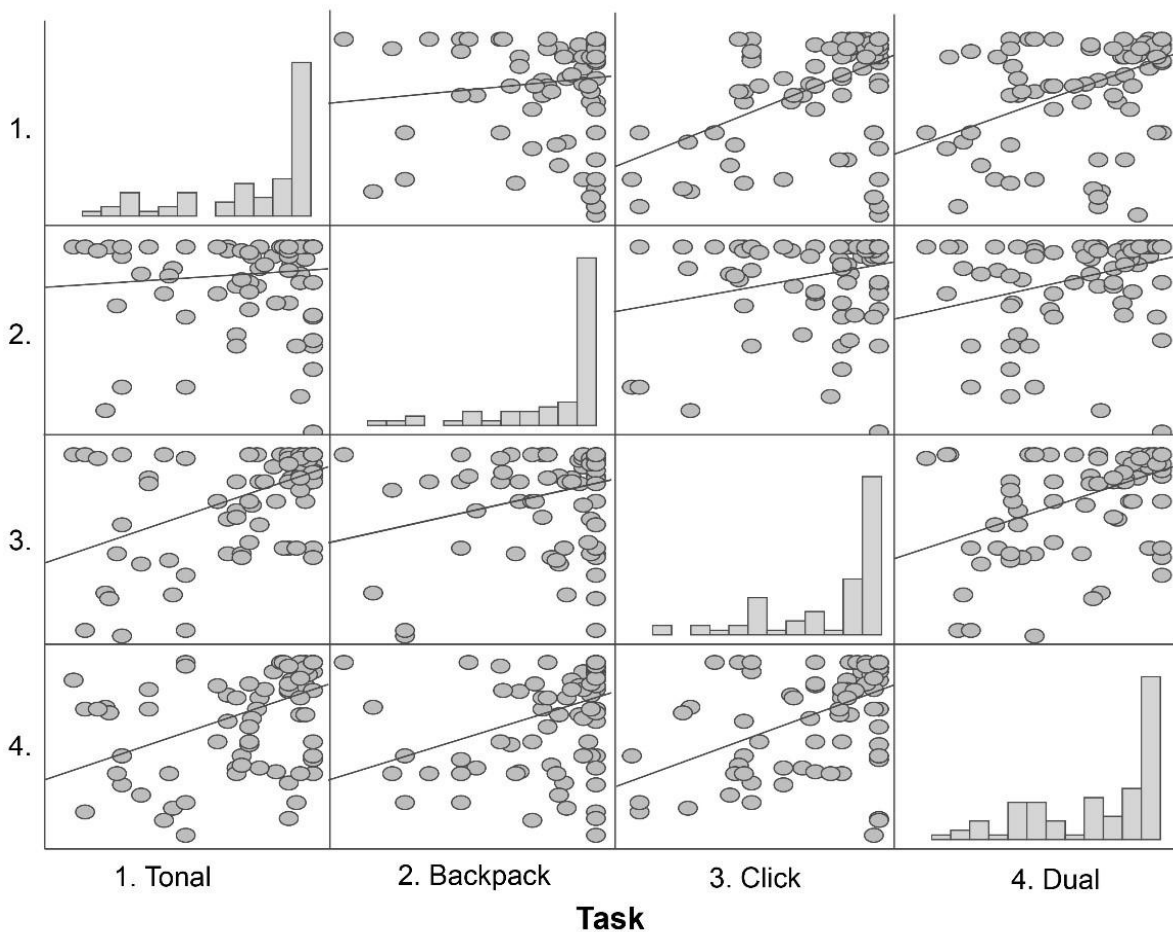 1.
2.
3.
4.
1. Tonal
2. Backpack
3. Click
4. Dual
Task